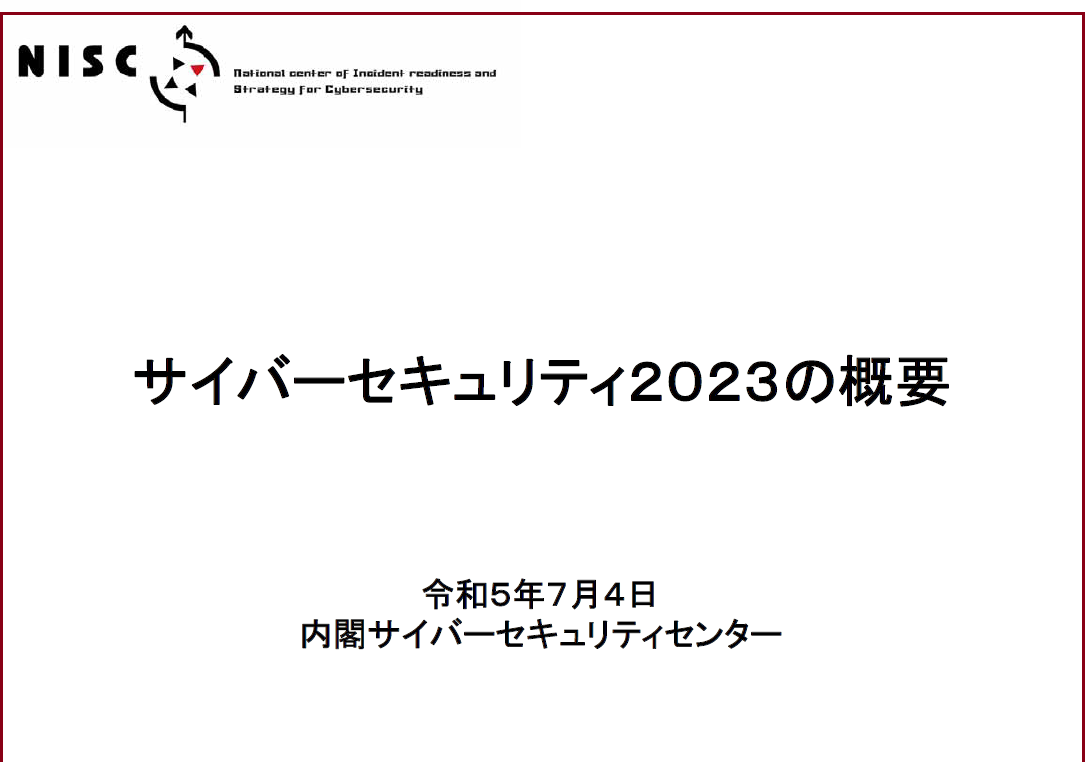 NISC
National center of Incident readiness and
Strategy for Cybersecurity
サイバーセキュリティ2023の概要
令和5年7月4日
内閣サイバーセキュリティセンター